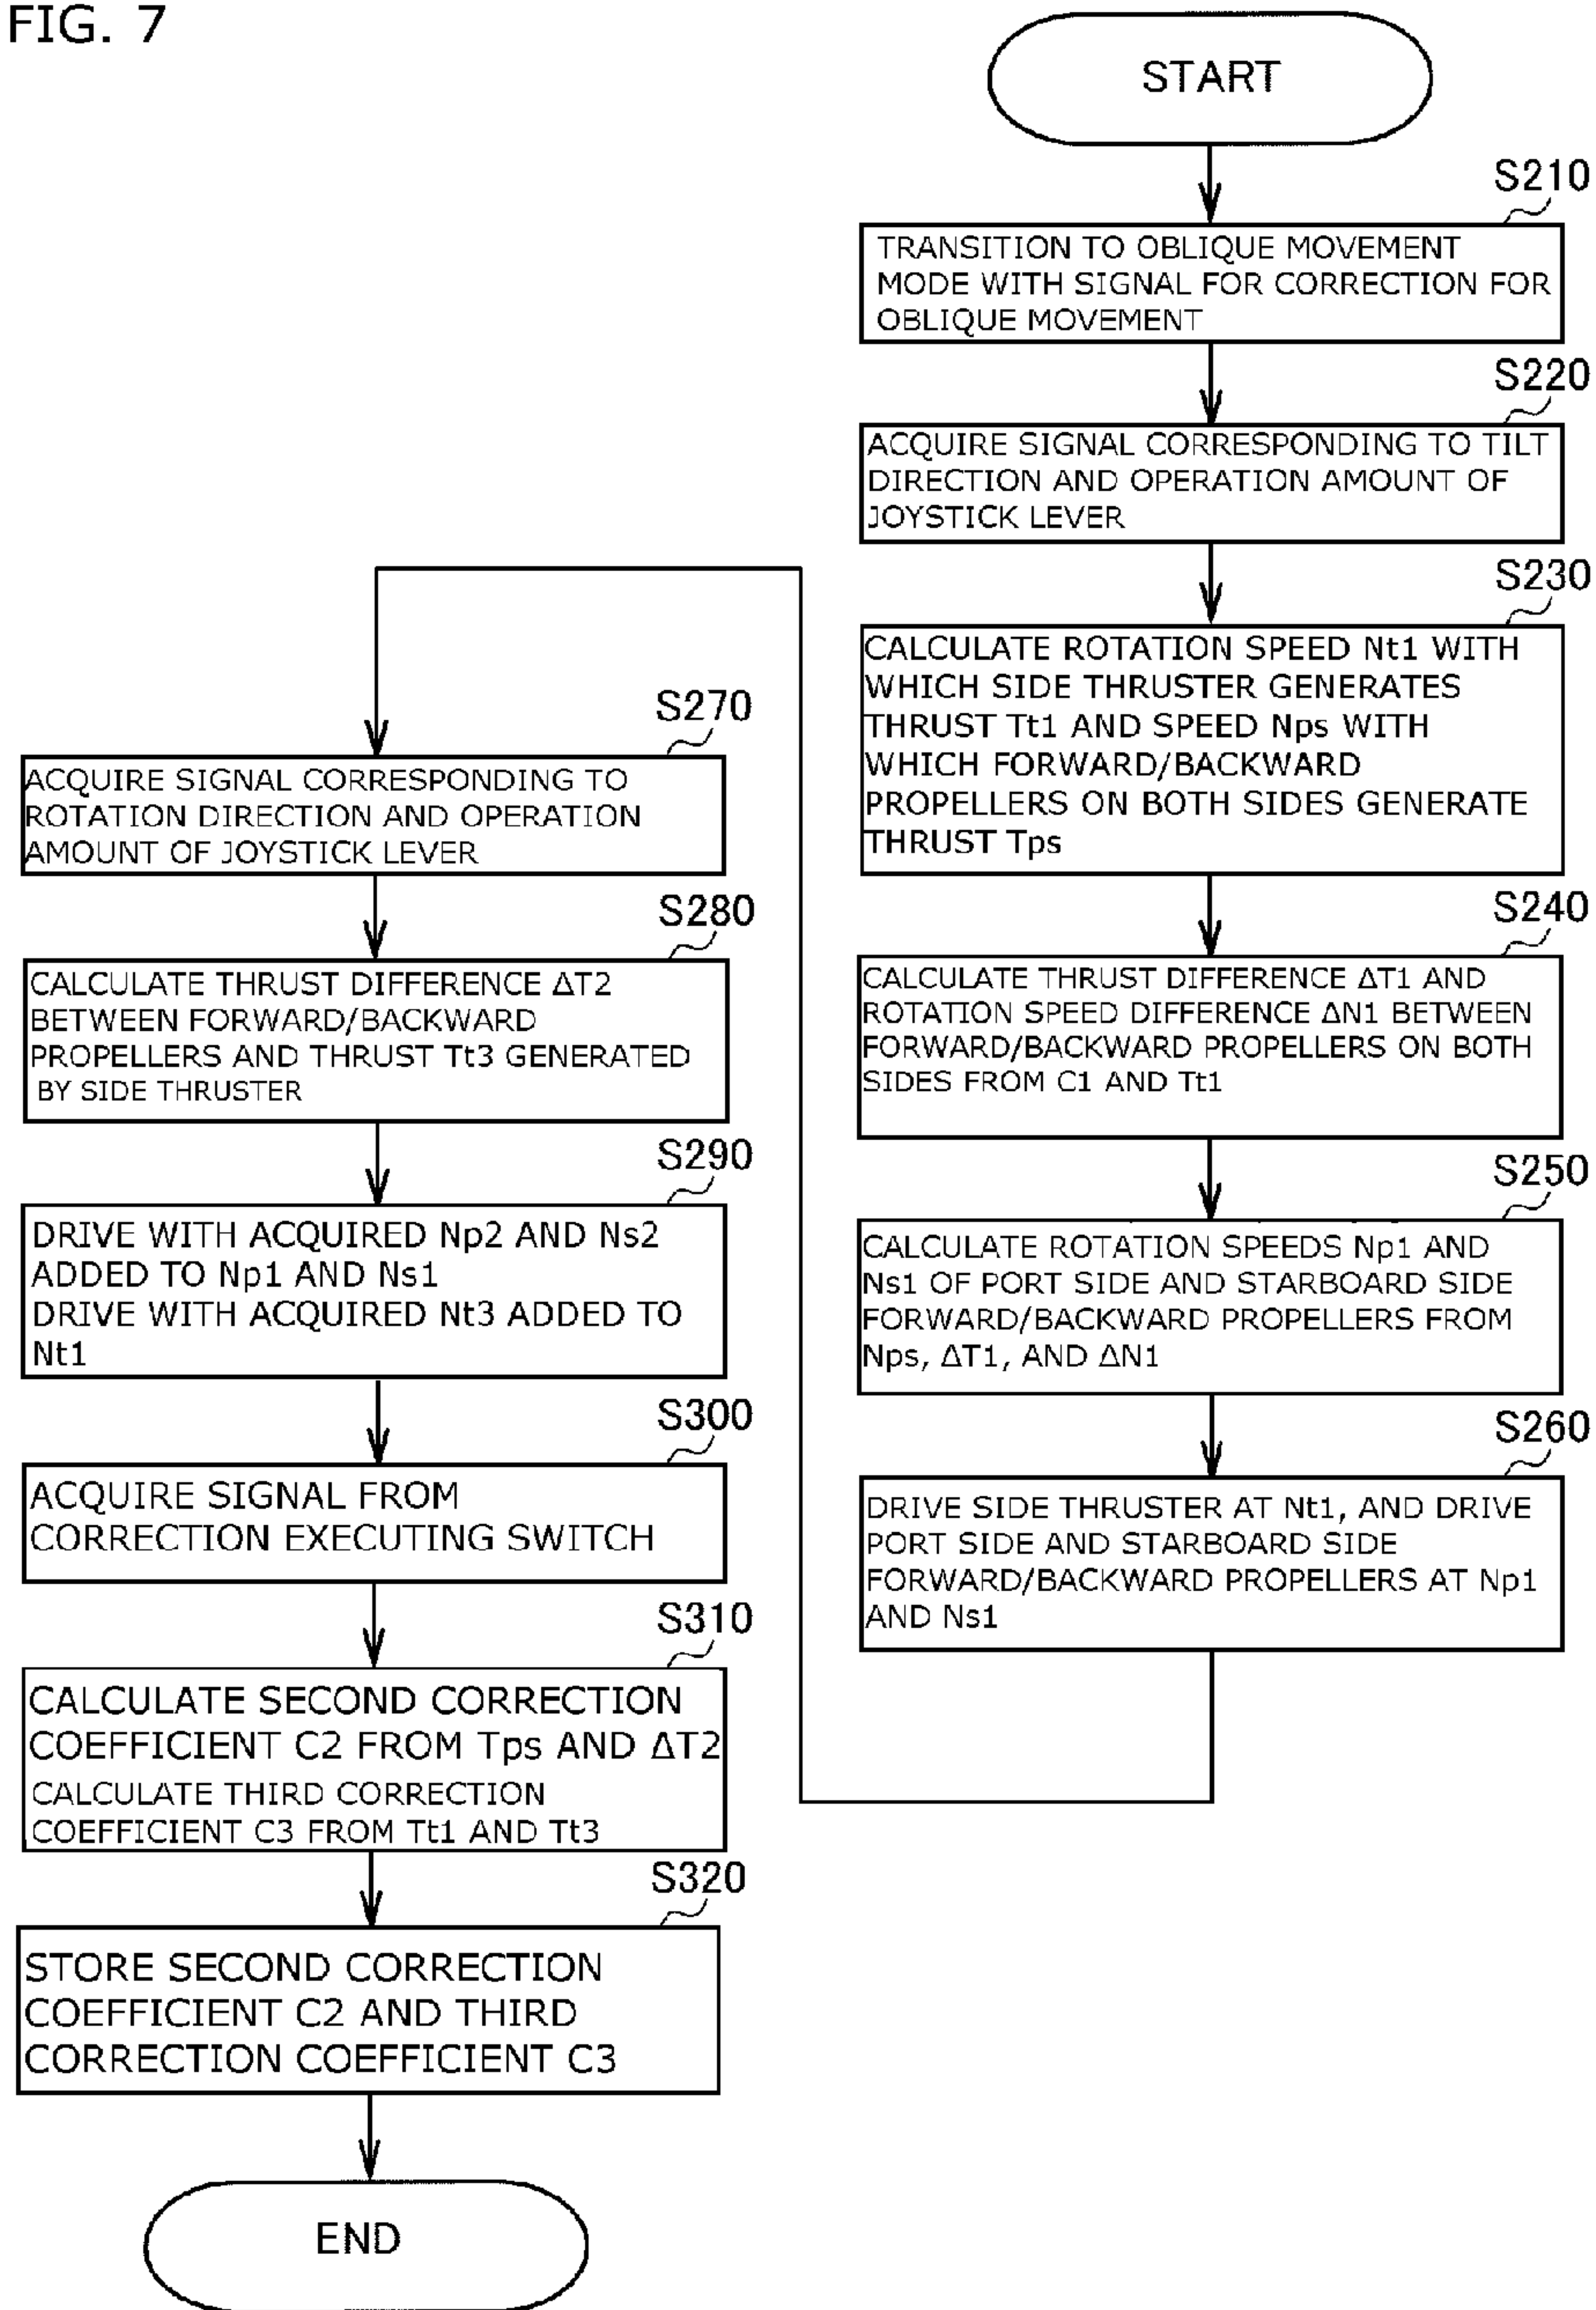 FIG. 7
START
S210
TRANSITION TO OBLIQUE MOVEMENT
MODE WITH SIGNAL FOR CORRECTION FOR
OBLIQUE MOVEMENT
S220
ACQUIRE SIGNAL CORRESPONDING TO TILT
DIRECTION AND OPERATION AMOUNT OF
JOYSTICK LEVER
S230
CALCULATE ROTATION SPEED Nt1 WITH
WHICH SIDE THRUSTER GENERATES
THRUST Tt1 AND SPEED Nps WITH
WHICH FORWARD/BACKWARD
PROPELLERS ON BOTH SIDES GENERATE
THRUST Tps
S240
CALCULATE THRUST DIFFERENCE ΔT1 AND
ROTATION SPEED DIFFERENCE ΔN1 BETWEEN
FORWARD/BACKWARD PROPELLERS ON BOTH
SIDES FROM C1 AND Tt1
S250
CALCULATE ROTATION SPEEDS Np1 AND
Ns1 OF PORT SIDE AND STARBOARD SIDE
FORWARD/BACKWARD PROPELLERS FROM
Nps, ΔT1, AND ΔN1
S260
DRIVE SIDE THRUSTER AT Nt1, AND DRIVE
PORT SIDE AND STARBOARD SIDE
FORWARD/BACKWARD PROPELLERS AT Np1
AND Ns1
S270
ACQUIRE SIGNAL CORRESPONDING TO
ROTATION DIRECTION AND OPERATION
AMOUNT OF JOYSTICK LEVER
S280
CALCULATE THRUST DIFFERENCE ΔT2
BETWEEN FORWARD/BACKWARD
PROPELLERS AND THRUST Tt3 GENERATED
BY SIDE THRUSTER
S290
DRIVE WITH ACQUIRED Np2 AND Ns2
ADDED TO Np1 AND Ns1
DRIVE WITH ACQUIRED Nt3 ADDED TO
Nt1
S300
ACQUIRE SIGNAL FROM
CORRECTION EXECUTING SWITCH
S310
CALCULATE SECOND CORRECTION
COEFFICIENT C2 FROM Tps AND ΔT2
CALCULATE THIRD CORRECTION
COEFFICIENT C3 FROM Tt1 AND Tt3
S320
STORE SECOND CORRECTION
COEFFICIENT C2 AND THIRD
CORRECTION COEFFICIENT C3
END